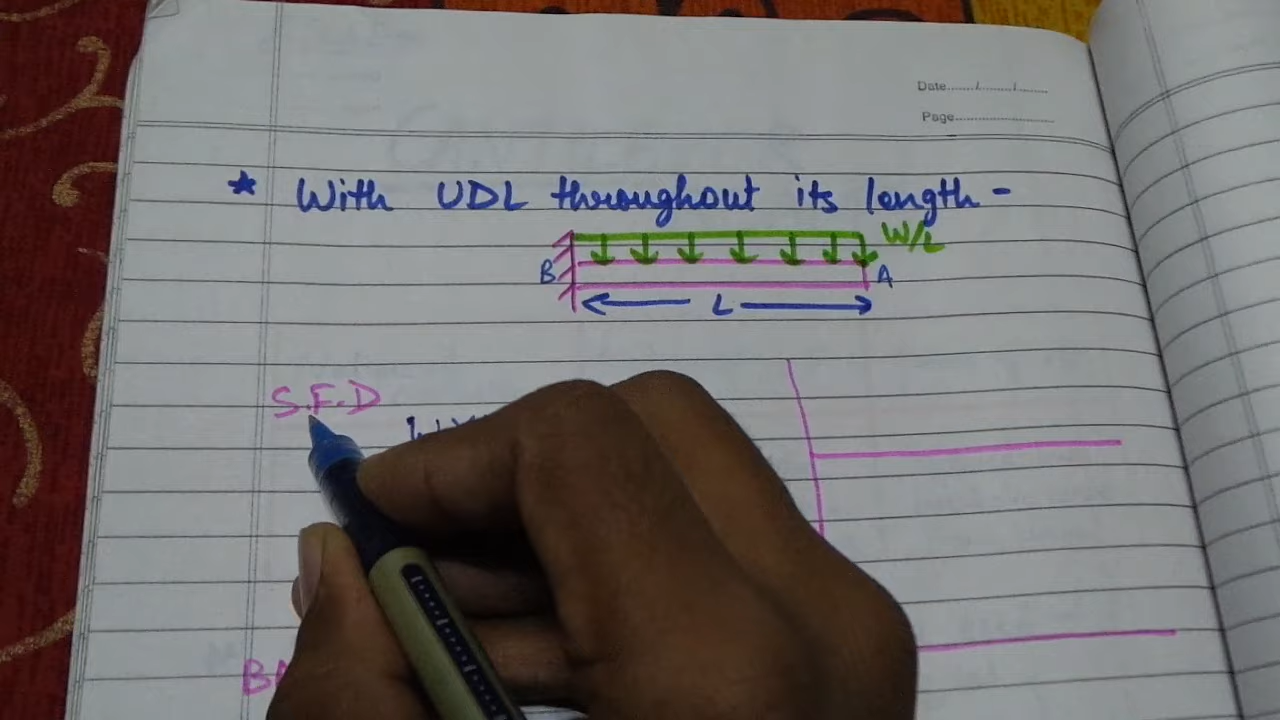 Date......./......./.......
Page............................
* With UDL throughout its length -
W/L
B A
L
S.F.D